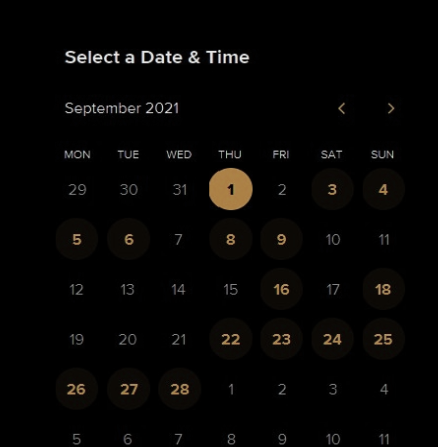 Select a Date & Time
September 2021
MON TUE WED THU FRI SAT SUN
29 30 31 1 2 3 4
5 6 7 8 9 10 11
12 13 14 15 16 17 18
19 20 21 22 23 24 25
26 27 28 1 2 3 4
5 6 7 8 9 10 11